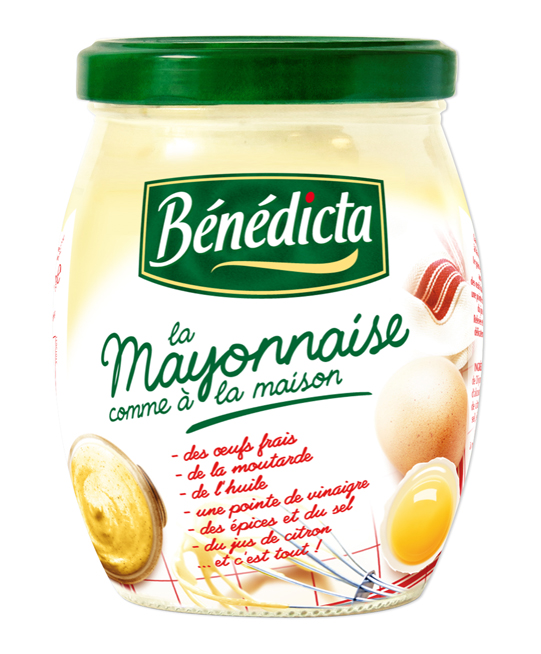 Bénédicta
la
Mayonnaise
comme à la maison
- des œufs frais
- de la moutarde
- de l'huile
- une pointe de vinaigre
- des épices et du sel
- du jus de citron
...et c'est tout !